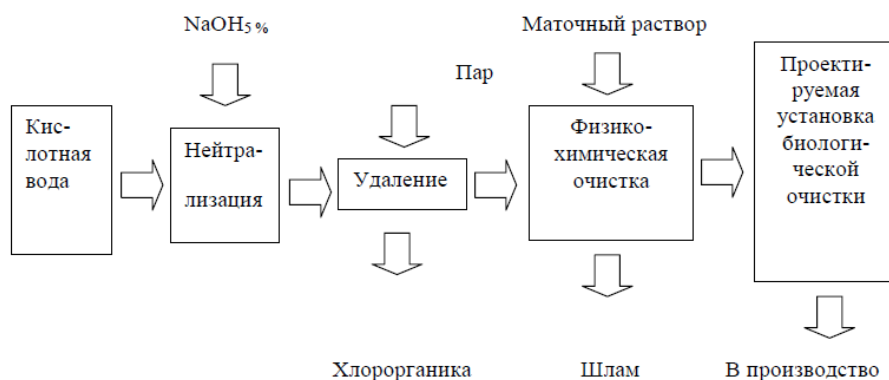 NaOH5 %
Маточный раствор
Пар
Кис-
лотная
вода
Нейтра-
лизация
Удаление
Физико-
химическая
очистка
Проекти-
руемая
установка
биологи-
ческой
очистки
Хлорорганика
Шлам
В производство